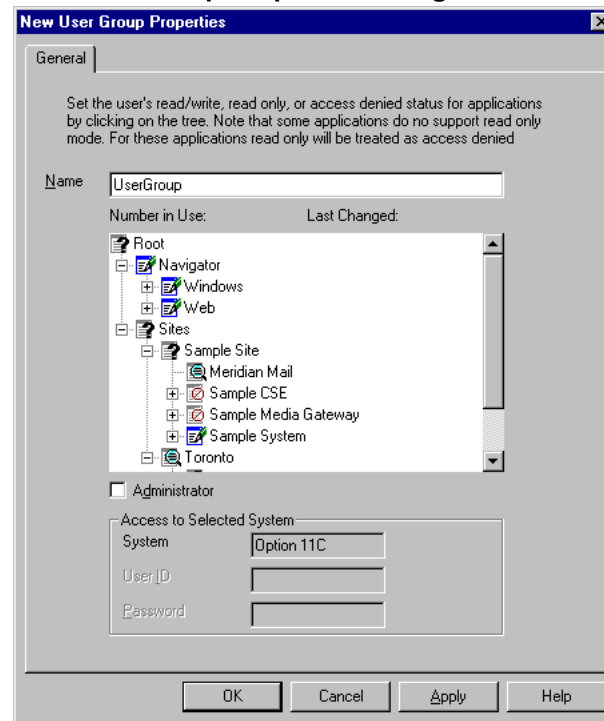 New User Group Properties
General
Set the user's read/write, read only, or access denied status for applications
by clicking on the tree. Note that some applications do no support read only
mode. For these applications read only will be treated as access denied
Name UserGroup
Number in Use: Last Changed:
Root
Navigator
Windows
Web
Sites
Sample Site
Meridian Mail
Sample CSE
Sample Media Gateway
Sample System
Toronto
Administrator
Access to Selected System
System Option 11C
User ID
Password
OK Cancel Apply Help